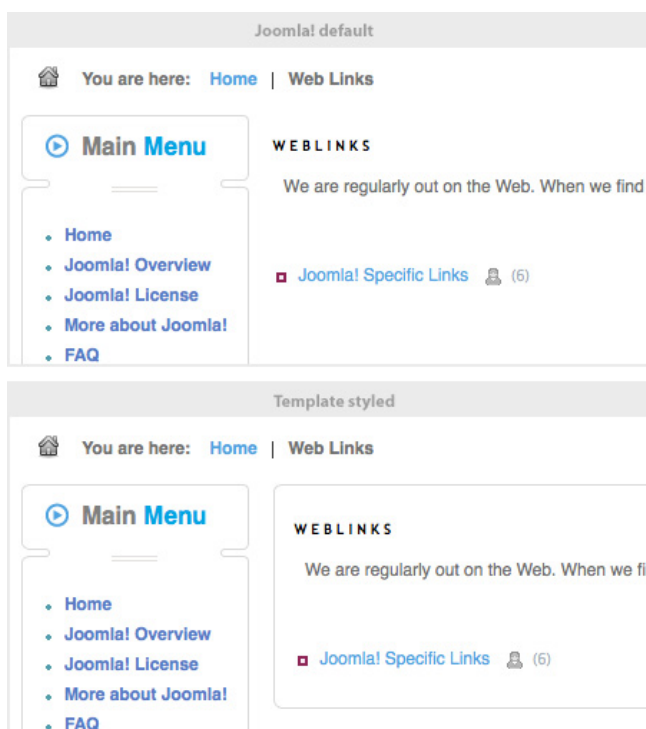 Joomla! default
You are here: Home | Web Links
Main Menu
Home
Joomla! Overview
Joomla! License
More about Joomla!
FAQ
WEBLINKS
We are regularly out on the Web. When we find
Joomla! Specific Links (6)
Template styled
You are here: Home | Web Links
Main Menu
Home
Joomla! Overview
Joomla! License
More about Joomla!
FAQ
WEBLINKS
We are regularly out on the Web. When we fi
Joomla! Specific Links (6)